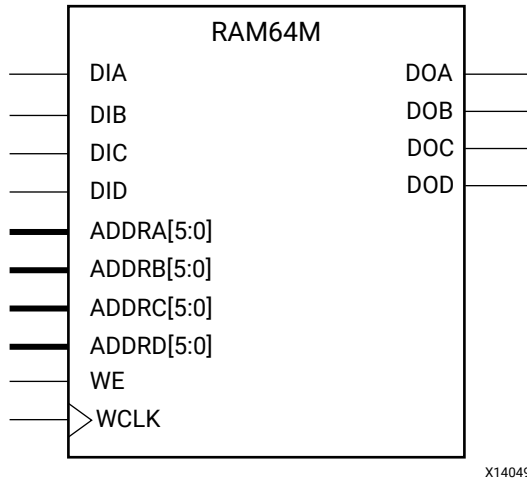 RAM64M
DIA
DIB
DIC
DID
ADDRA[5:0]
ADDRB[5:0]
ADDRC[5:0]
ADDRD[5:0]
WE
WCLK
DOA
DOB
DOC
DOD
X14049